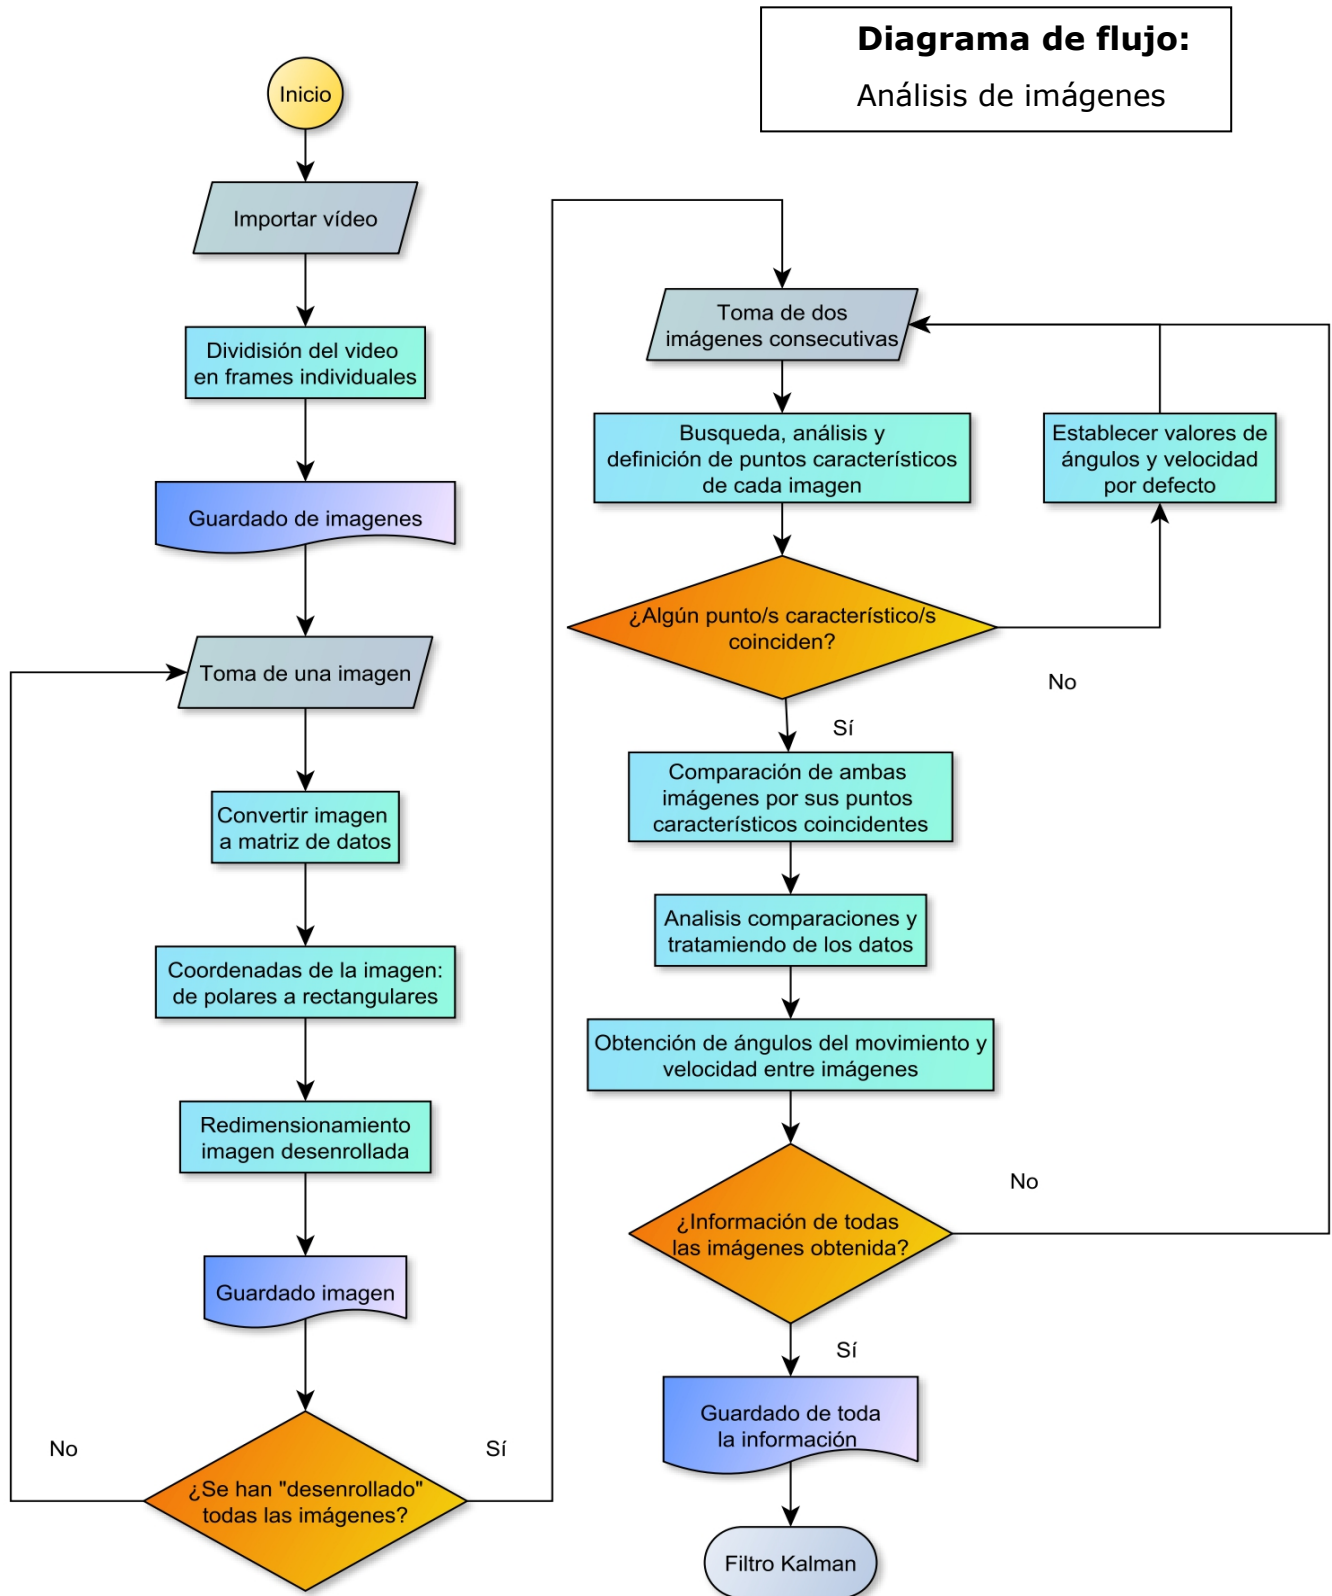 Diagrama de flujo:
Análisis de imágenes
Inicio
Importar vídeo
Dividisión del video
en frames individuales
Guardado de imagenes
Toma de una imagen
Convertir imagen
a matriz de datos
Coordenadas de la imagen:
de polares a rectangulares
Redimensionamiento
imagen desenrollada
Guardado imagen
¿Se han "desenrollado"
todas las imágenes?
No
Sí
Toma de dos
imágenes consecutivas
Busqueda, análisis y
definición de puntos característicos
de cada imagen
¿Algún punto/s característico/s
coinciden?
No
Establecer valores de
ángulos y velocidad
por defecto
Sí
Comparación de ambas
imágenes por sus puntos
característicos coincidentes
Analisis comparaciones y
tratamiendo de los datos
Obtención de ángulos del movimiento y
velocidad entre imágenes
¿Información de todas
las imágenes obtenida?
No
Sí
Guardado de toda
la información
Filtro Kalman